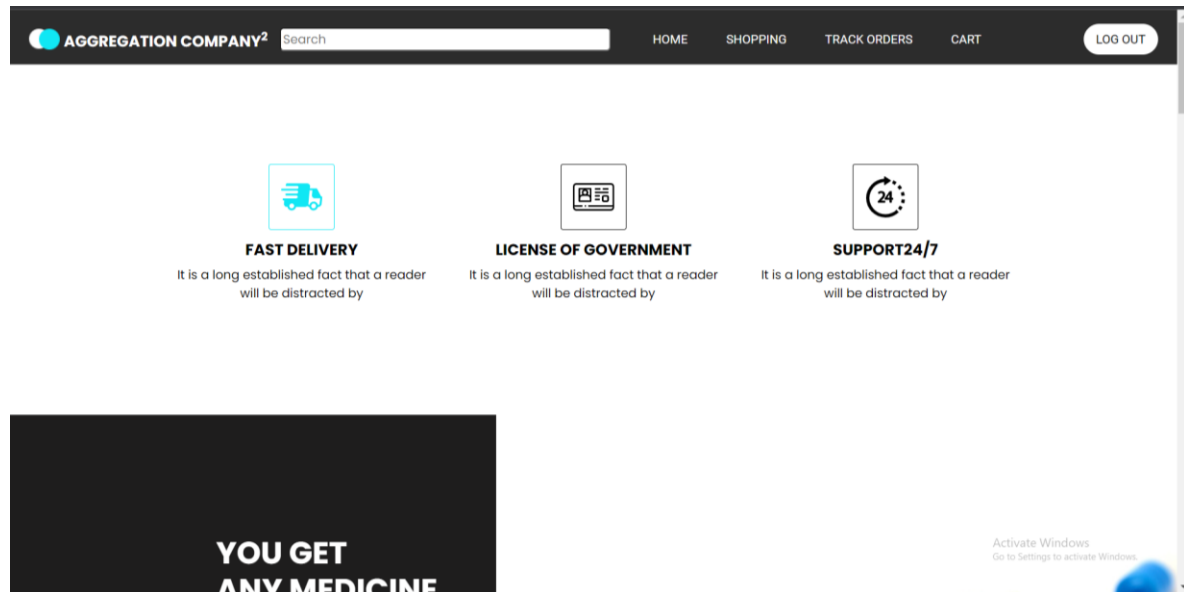 AGGREGATION COMPANY² Search HOME SHOPPING TRACK ORDERS CART LOG OUT
24
FAST DELIVERY
It is a long established fact that a reader
will be distracted by
LICENSE OF GOVERNMENT
It is a long established fact that a reader
will be distracted by
SUPPORT24/7
It is a long established fact that a reader
will be distracted by
YOU GET
ANY MEDICINE
Activate Windows
Go to Settings to activate Windows.